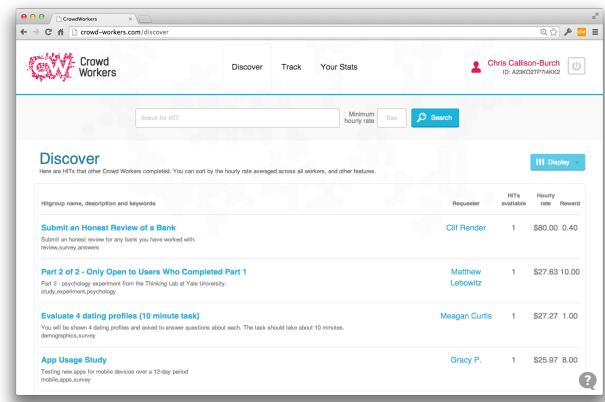 CrowdWorkers
crowd-workers.com/discover
Crowd
Workers
Discover
Track
Your Stats
Chris Callison-Burch
ID: A23KO2TP7I4KK2
Search for HIT
Minimum
hourly rate
Rate
Search
Discover
Here are HITs that other Crowd Workers completed. You can sort by the hourly rate averaged across all workers, and other features.
Display
Hitgroup name, description and keywords
Requester
HITs
available
Hourly
rate
Reward
Submit an Honest Review of a Bank
Clif Render
1
$80.00
0.40
Submit an honest review for any bank you have worked with.
review,survey,answers
Part 2 of 2 - Only Open to Users Who Completed Part 1
Matthew
Lebowitz
1
$27.63
10.00
Part 2 - psychology experiment from the Thinking Lab at Yale University.
study,experiment,psychology
Evaluate 4 dating profiles (10 minute task)
Meagan Curtis
1
$27.27
1.00
You will be shown 4 dating profiles and asked to answer questions about each. The task should take about 10 minutes.
demographics,survey
App Usage Study
Gracy P.
1
$25.97
8.00
Testing new apps for mobile devices over a 12-day period
mobile,apps,survey
?